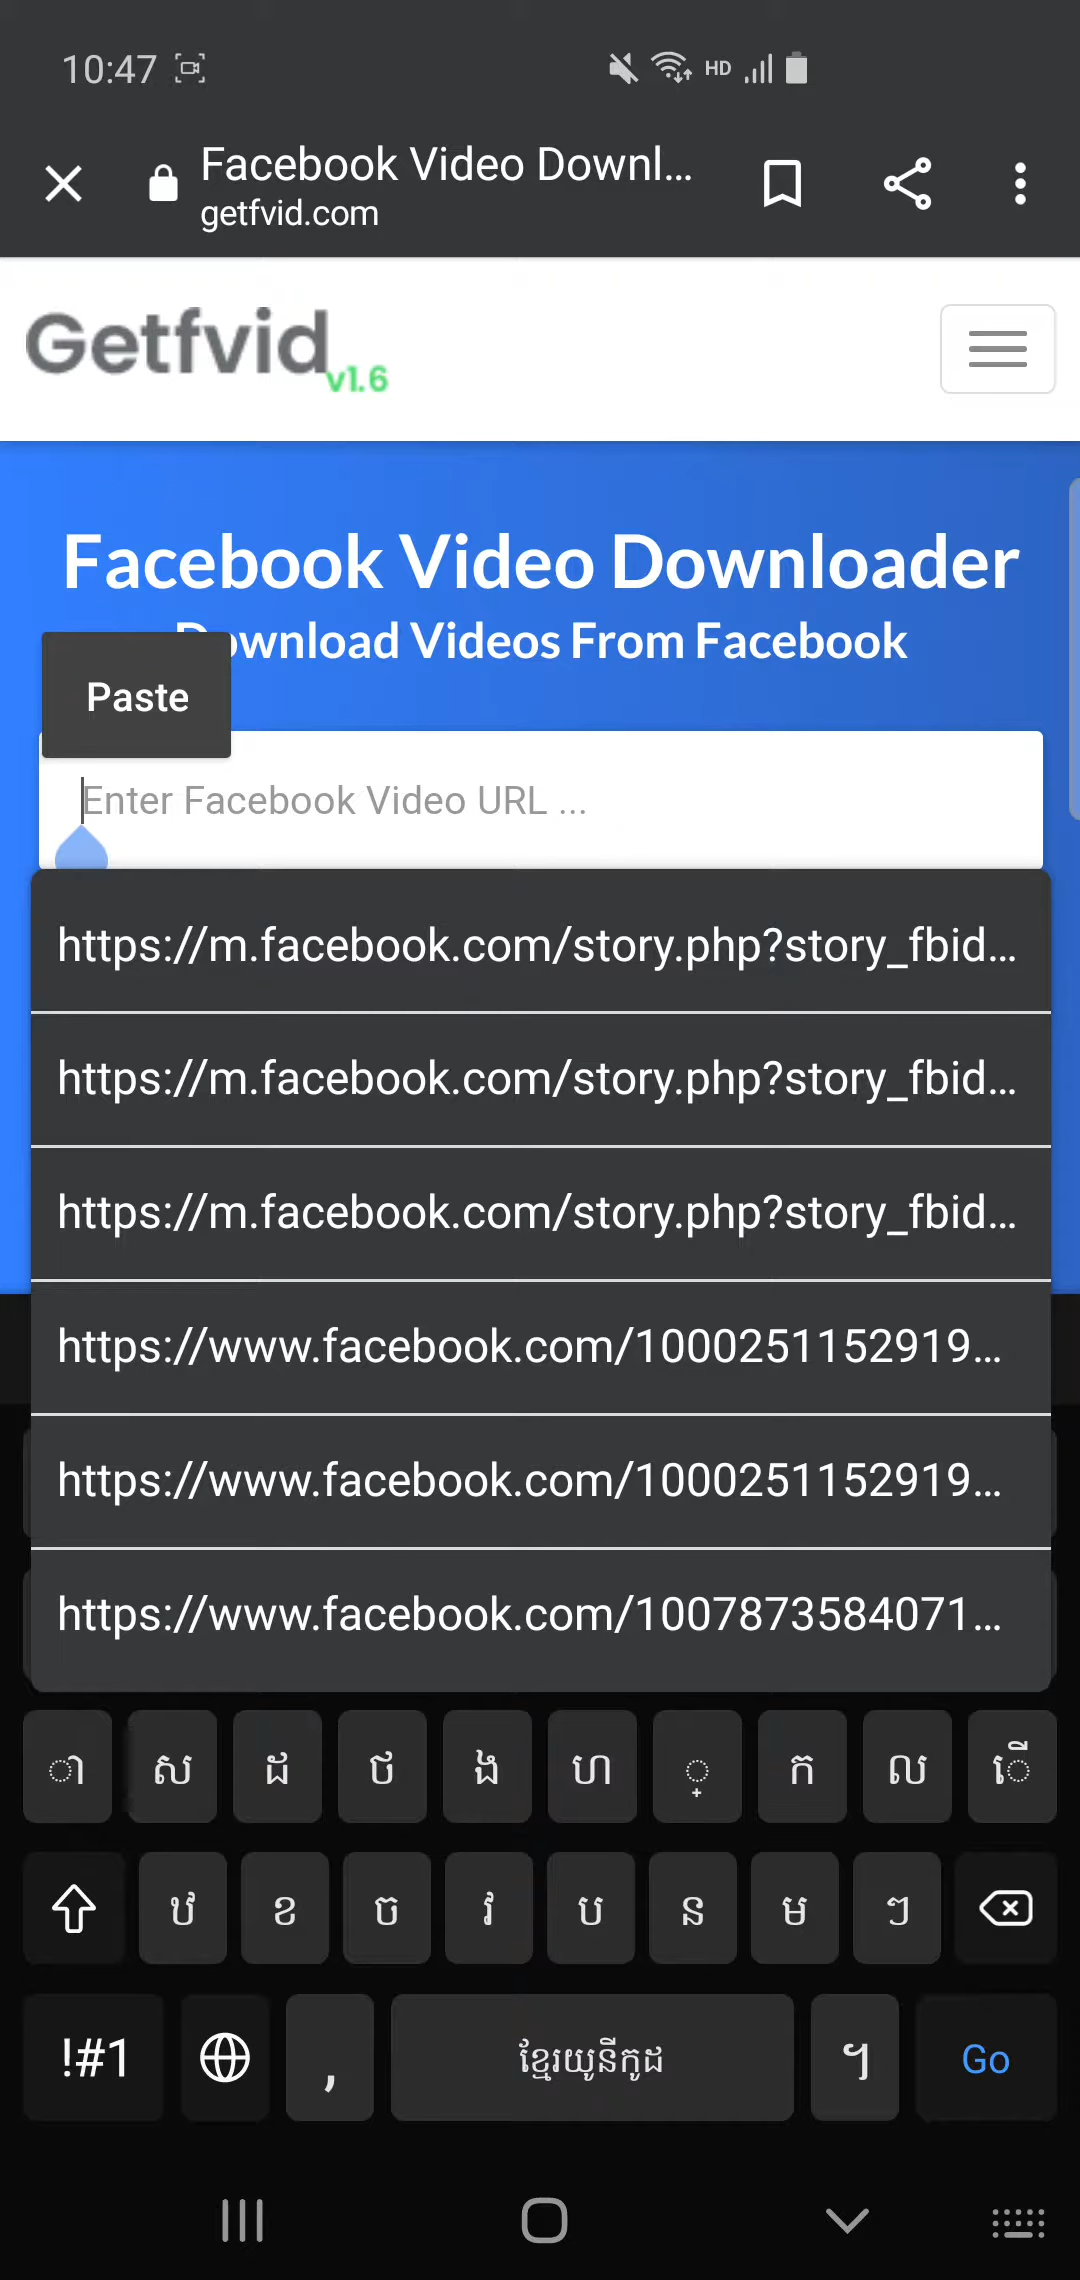 10:47 HD
Facebook Video Downl...
getfvid.com
Getfvid v1.6
Facebook Video Downloader
ownload Videos From Facebook
Paste
Enter Facebook Video URL ...
https://m.facebook.com/story.php?story_fbid...
https://m.facebook.com/story.php?story_fbid...
https://m.facebook.com/story.php?story_fbid...
https://www.facebook.com/1000251152919...
https://www.facebook.com/1000251152919...
https://www.facebook.com/1007873584071...
ា ស ដ ថ ង ហ ្ ក ល ើ
ឋ ខ ច វ ប ន ម ៗ
!#1 , ខ្មែរយូនីកូដ ។ Go